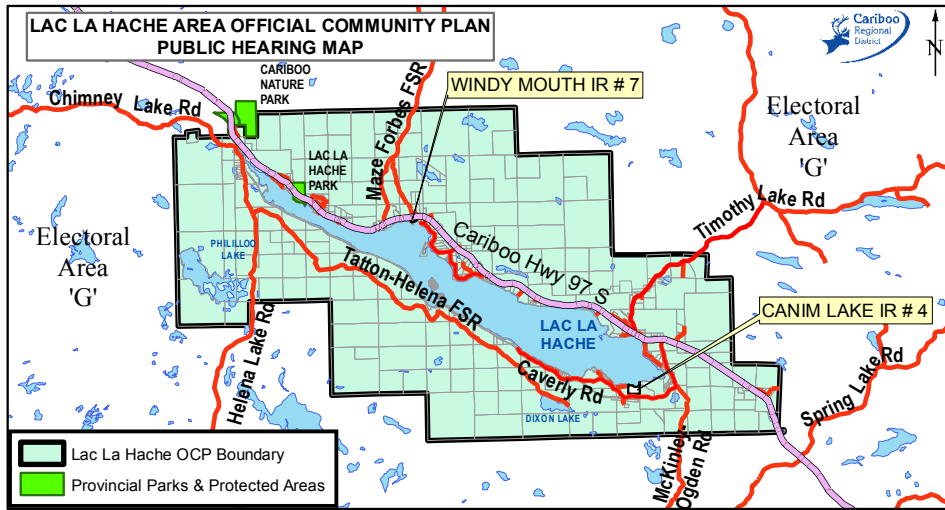 LAC LA HACHE AREA OFFICIAL COMMUNITY PLAN
PUBLIC HEARING MAP
Cariboo
Regional
District
N
CARIBOO
NATURE
PARK
Chimney Lake Rd
WINDY MOUTH IR # 7
Maze Forbes FSR
Electoral
Area
'G'
LAC LA
HACHE
PARK
Timothy Lake Rd
Electoral
Area
'G'
PHILILLOO
LAKE
Cariboo Hwy 97 S
Tatton-Helena FSR
CANIM LAKE IR # 4
LAC LA
HACHE
Helena Lake Rd
Caverly Rd
Spring Lake Rd
DIXON LAKE
McKinley
Ogden Rd
Lac La Hache OCP Boundary
Provincial Parks & Protected Areas